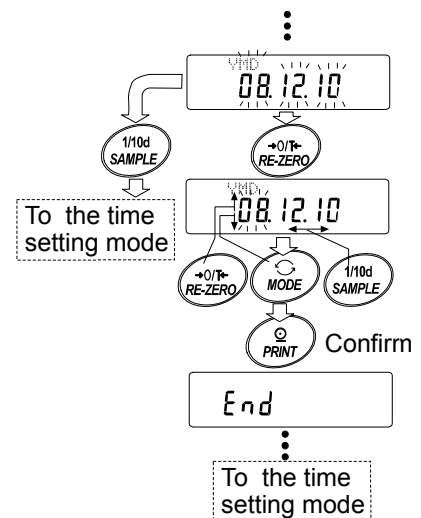 YMD
08.12.10
1/10d
SAMPLE
→0/T←
RE-ZERO
To the time
setting mode
YMD
08.12.10
→0/T←
RE-ZERO
MODE
1/10d
SAMPLE
PRINT
Confirm
End
To the time
setting mode